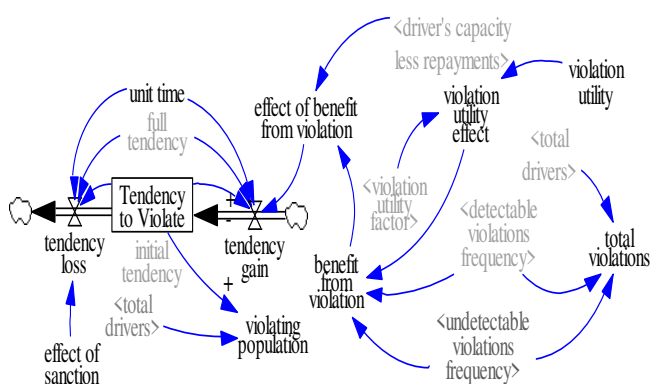 <driver's capacity
less repayments>
violation
utility
unit time
full
tendency
effect of benefit
from violation
violation
utility
effect
<total
drivers>
Tendency
to Violate
+
-
<violation
utility
factor>
<detectable
violations
frequency>
tendency
loss
initial
tendency
tendency
gain
total
violations
benefit
from
violation
+
<total
drivers>
violating
population
<undetectable
violations
frequency>
effect of
sanction